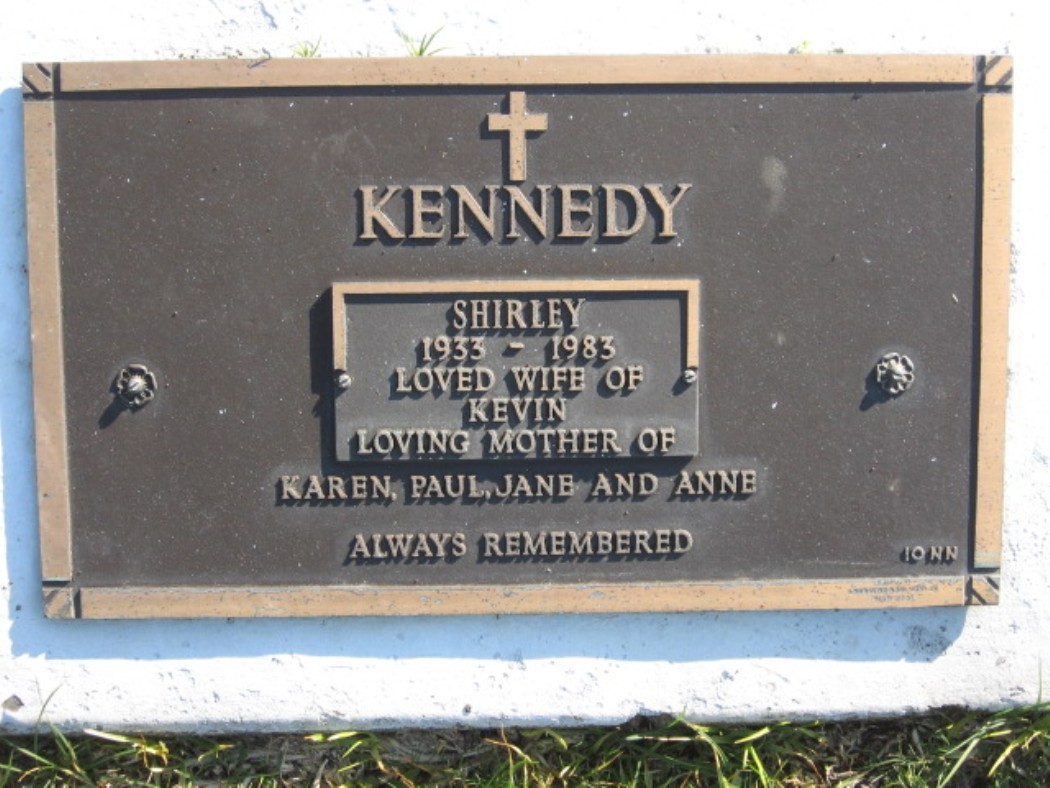 KENNEDY
SHIRLEY
1933 - 1983
LOVED WIFE OF
KEVIN
LOVING MOTHER OF
KAREN, PAUL, JANE AND ANNE
ALWAYS REMEMBERED
10 NN